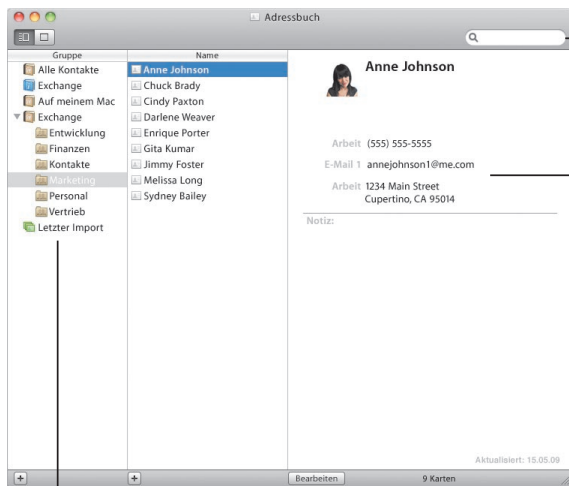 Adressbuch
Gruppe
Alle Kontakte
Exchange
Auf meinem Mac
Exchange
Entwicklung
Finanzen
Kontakte
Marketing
Personal
Vertrieb
Letzter Import
Name
Anne Johnson
Chuck Brady
Cindy Paxton
Darlene Weaver
Enrique Porter
Gita Kumar
Jimmy Foster
Melissa Long
Sydney Bailey
Anne Johnson
Arbeit (555) 555-5555
E-Mail 1 annejohnson1@me.com
Arbeit 1234 Main Street
Cupertino, CA 95014
Notiz:
Aktualisiert: 15.05.09
Bearbeiten
9 Karten